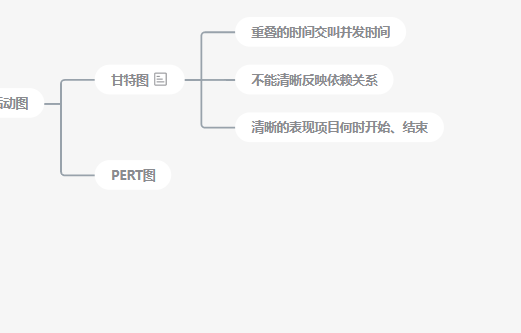 重叠的时间交叫并发时间
甘特图
不能清晰反映依赖关系
动图
清晰的表现项目何时开始、结束
PERT图